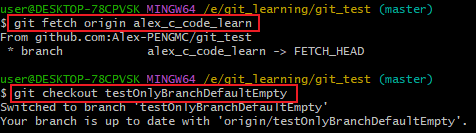 user@DESKTOP-78CPVSK MINGW64 /e/git_learning/git_test (master)
$ git fetch origin alex_c_code_learn
From github.com:Alex-PENGMC/git_test
 * branch            alex_c_code_learn -> FETCH_HEAD
user@DESKTOP-78CPVSK MINGW64 /e/git_learning/git_test (master)
$ git checkout testOnlyBranchDefaultEmpty
Switched to branch 'testOnlyBranchDefaultEmpty'
Your branch is up to date with 'origin/testOnlyBranchDefaultEmpty'.